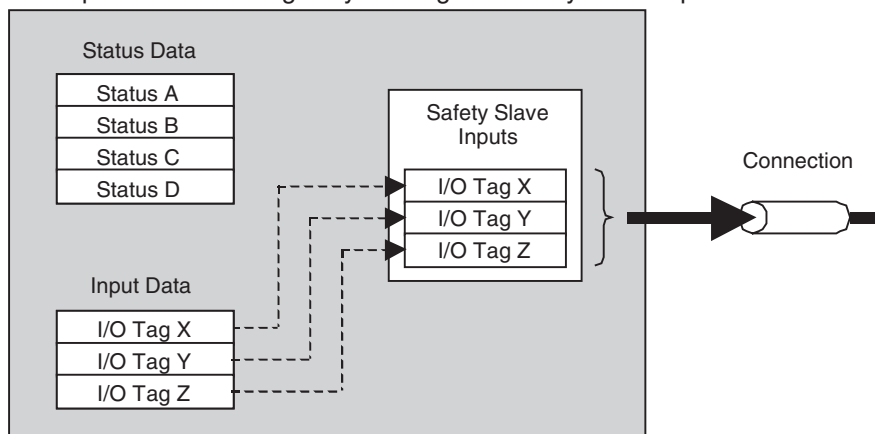 Status Data
Status A
Status B
Status C
Status D
Safety Slave
Inputs
I/O Tag X
I/O Tag Y
I/O Tag Z
Connection
Input Data
I/O Tag X
I/O Tag Y
I/O Tag Z